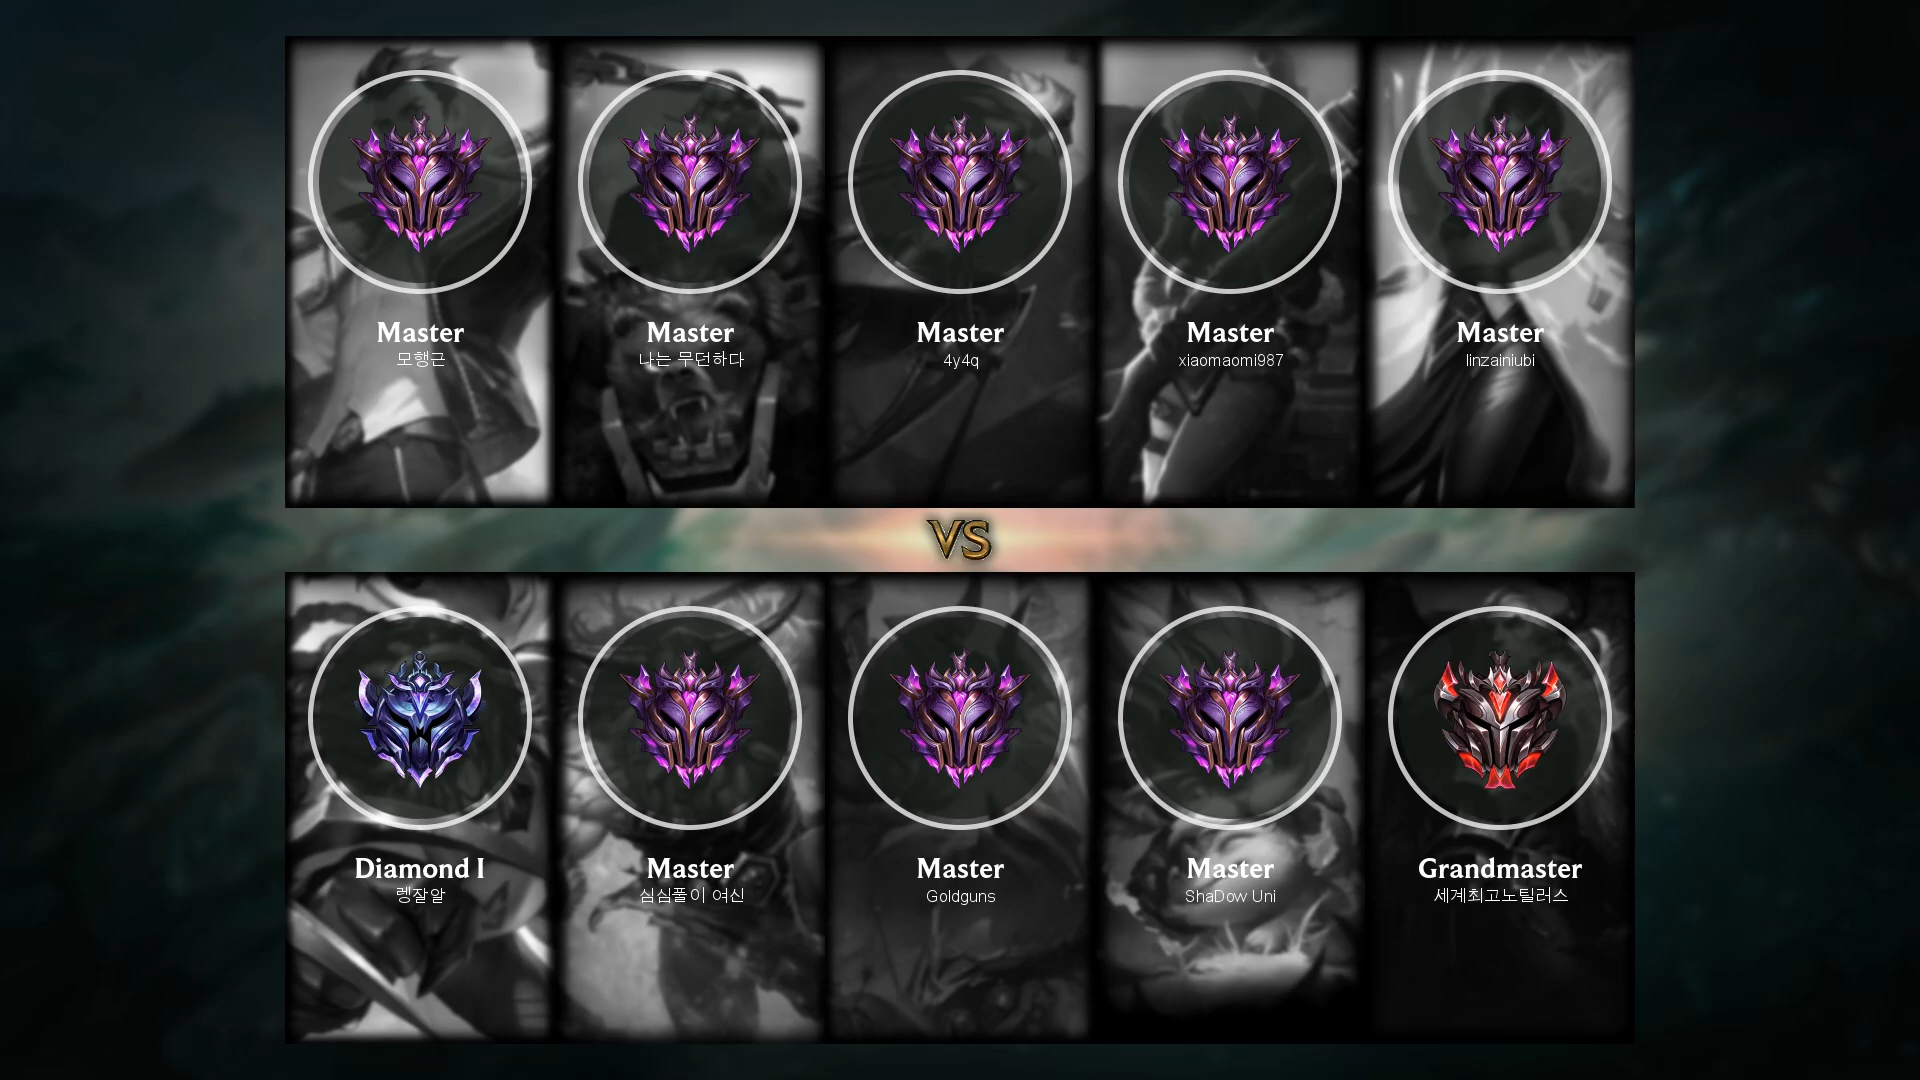 Master
모행근
Master
나는 무던하다
Master
4y4q
Master
xiaomaomi987
Master
linzainiubi
VS
Diamond I
렝잘알
Master
심심풀이 여신
Master
Goldguns
Master
ShaDow Uni
Grandmaster
세계최고노틸러스